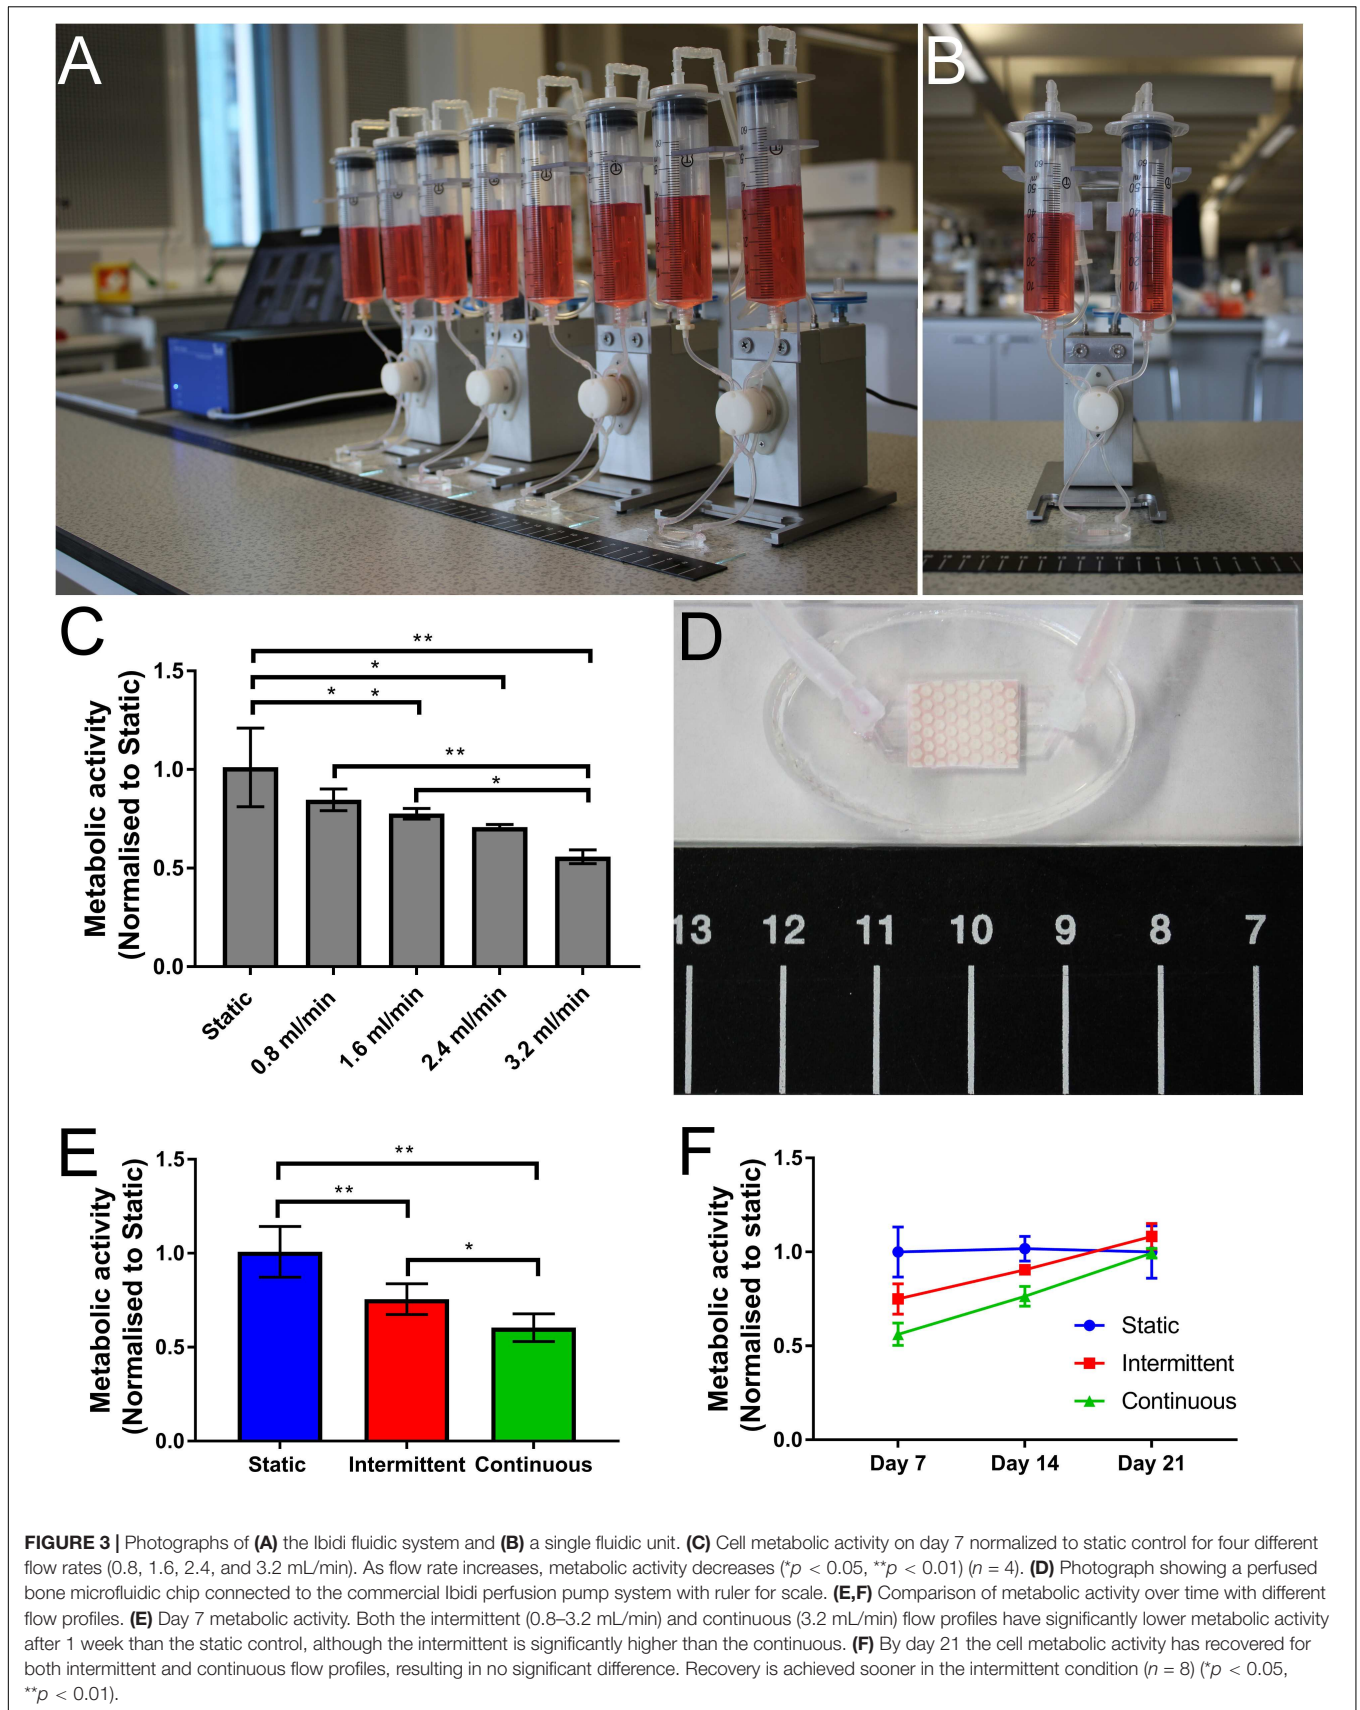 A
B
C
**
*
* *
**
*
1.5
1.0
0.5
0.0
Metabolic activity
(Normalised to Static)
Static
0.8 ml/min
1.6 ml/min
2.4 ml/min
3.2 ml/min
D
13 12 11 10 9 8 7
E
**
**
*
1.5
1.0
0.5
0.0
Metabolic activity
(Normalised to Static)
Static Intermittent Continuous
F
1.5
1.0
0.5
0.0
Metabolic activity
(Normalised to static)
Static
Intermittent
Continuous
Day 7 Day 14 Day 21
FIGURE 3 | Photographs of (A) the Ibidi fluidic system and (B) a single fluidic unit. (C) Cell metabolic activity on day 7 normalized to static control for four different
flow rates (0.8, 1.6, 2.4, and 3.2 mL/min). As flow rate increases, metabolic activity decreases (*p < 0.05, **p < 0.01) (n = 4). (D) Photograph showing a perfused
bone microfluidic chip connected to the commercial Ibidi perfusion pump system with ruler for scale. (E,F) Comparison of metabolic activity over time with different
flow profiles. (E) Day 7 metabolic activity. Both the intermittent (0.8–3.2 mL/min) and continuous (3.2 mL/min) flow profiles have significantly lower metabolic activity
after 1 week than the static control, although the intermittent is significantly higher than the continuous. (F) By day 21 the cell metabolic activity has recovered for
both intermittent and continuous flow profiles, resulting in no significant difference. Recovery is achieved sooner in the intermittent condition (n = 8) (*p < 0.05,
**p < 0.01).